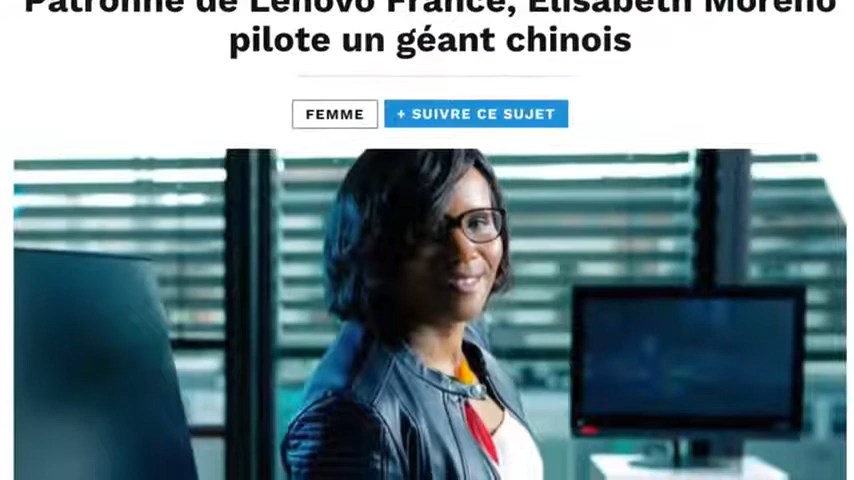 Patronne de Lenovo France, Elisabeth Moreno
pilote un géant chinois
FEMME
+ SUIVRE CE SUJET